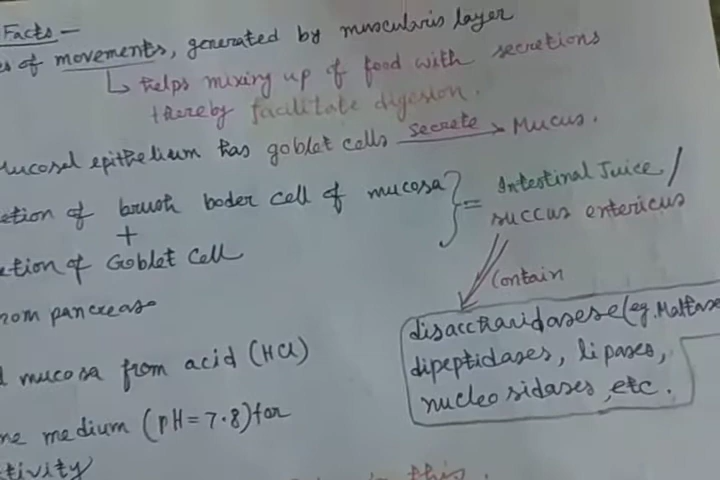 Facts –
es of movements, generated by muscularis layer
↳ helps mixing up of food with secretions
thereby facilitate digestion.
Mucosal epithelium has goblet cells secrete → Mucus.
etion of brush boder cell of mucosa } = Intestinal Juice /
succus entericus
+
etion of Goblet Cell
Contain
rom pancreas
disaccharidases (eg. Maltase
dipeptidases, lipases,
nucleosidases, etc.
mucosa from acid (HCl)
ne medium (pH = 7.8) for
tivity
this.